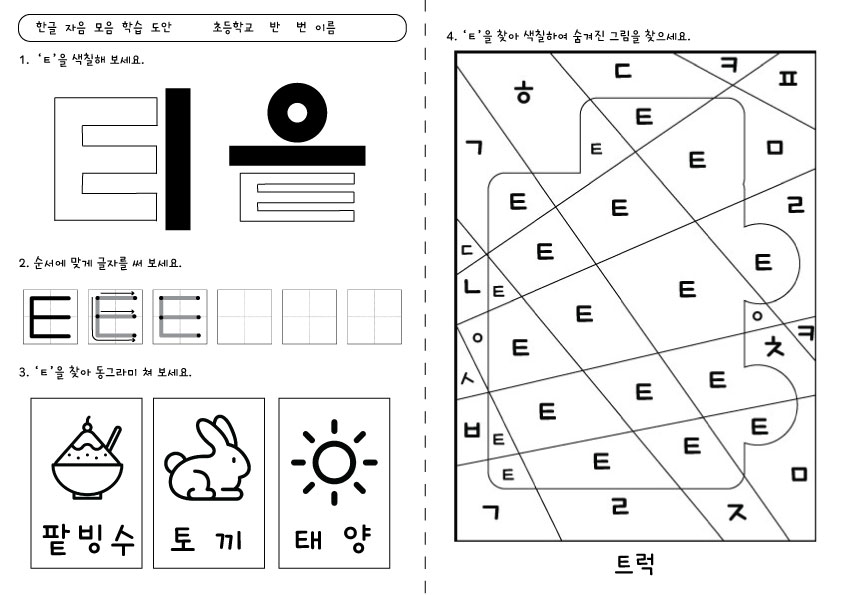 한글 자음 모음 학습 도안 초등학교 반 번 이름
1. ‘ㅌ’을 색칠해 보세요.
티읕
2. 순서에 맞게 글자를 써 보세요.
ㅌ ㅌ ㅌ
3. ‘ㅌ’을 찾아 동그라미 쳐 보세요.
팥빙수
토끼
태양
4. ‘ㅌ’을 찾아 색칠하여 숨겨진 그림을 찾으세요.
ㅎ ㄷ ㅋ ㅍ
ㅌ
ㄱ ㅌ ㅌ ㅁ
ㅌ ㅌ ㄹ
ㄷ ㅌ ㅌ
ㄴ ㅌ ㅌ
ㅌ ㅇ
ㅇ ㅌ ㅊ ㅋ
ㅅ ㅌ ㅌ
ㅂ ㅌ ㅌ ㅌ
ㅌ ㅌ ㅌ ㅁ
ㄱ ㄹ ㅈ
트럭